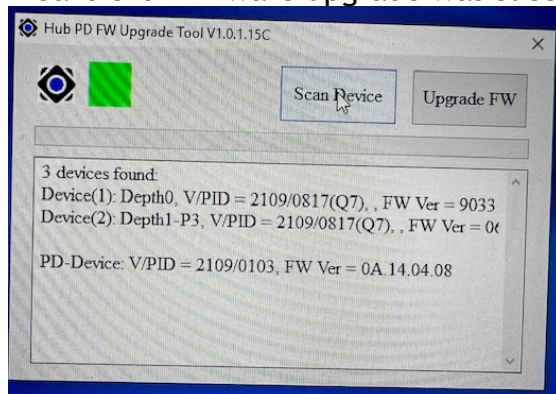 Hub PD FW Upgrade Tool V1.0.1.15C
Scan Device
Upgrade FW
3 devices found:
Device(1): Depth0, V/PID = 2109/0817(Q7), , FW Ver = 9033
Device(2): Depth1-P3, V/PID = 2109/0817(Q7), , FW Ver =
PD-Device: V/PID = 2109/0103, FW Ver = 0A.14.04.08